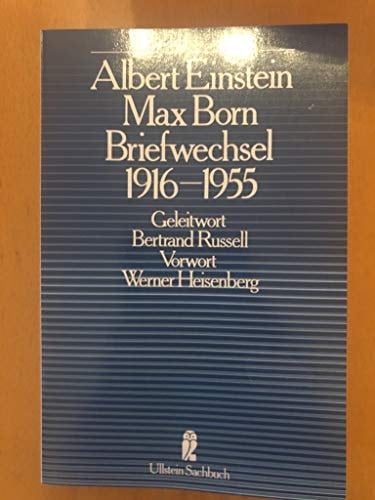 Albert Einstein
Max Born
Briefwechsel
1916–1955
Geleitwort
Bertrand Russell
Vorwort
Werner Heisenberg
Ullstein Sachbuch